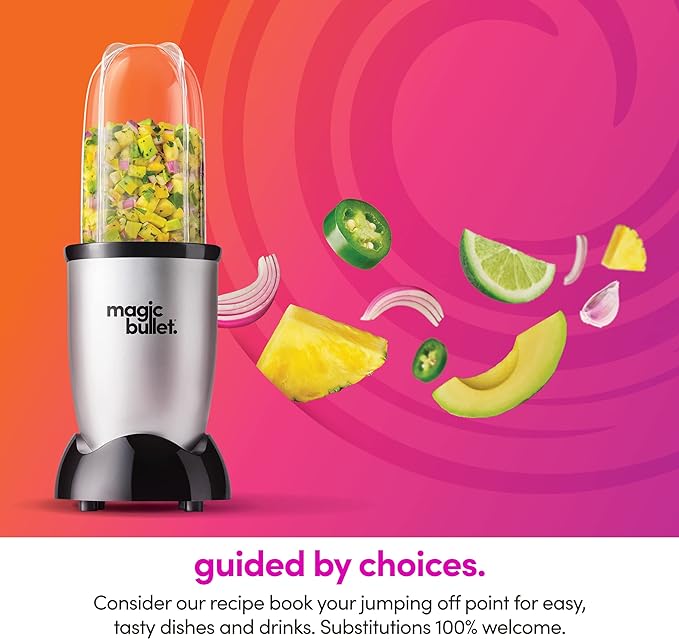 magic
bullet.
guided by choices.
Consider our recipe book your jumping off point for easy,
tasty dishes and drinks. Substitutions 100% welcome.